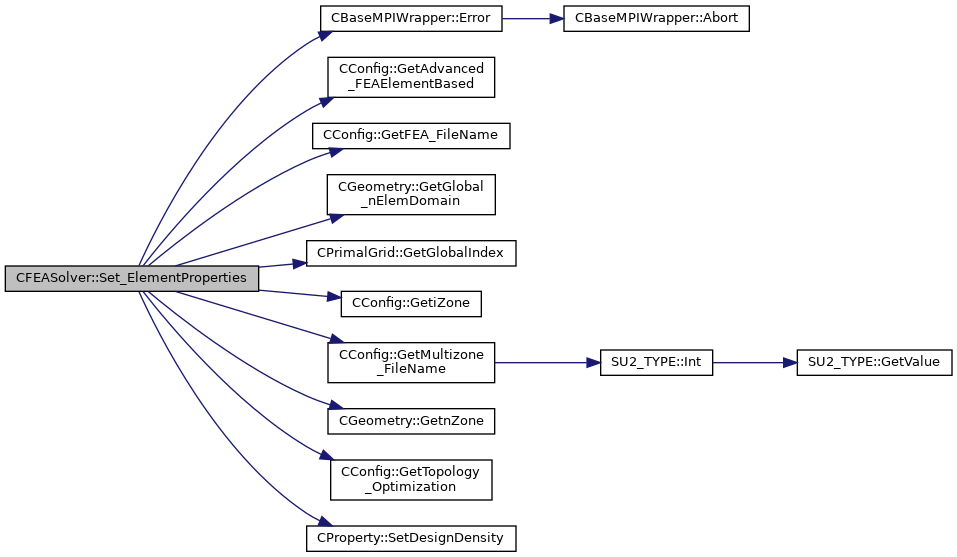 CBaseMPIWrapper::Error
CBaseMPIWrapper::Abort
CConfig::GetAdvanced
_FEAElementBased
CConfig::GetFEA_FileName
CGeometry::GetGlobal
_nElemDomain
CPrimalGrid::GetGlobalIndex
CFEASolver::Set_ElementProperties
CConfig::GetiZone
CConfig::GetMultizone
_FileName
SU2_TYPE::Int
SU2_TYPE::GetValue
CGeometry::GetnZone
CConfig::GetTopology
_Optimization
CProperty::SetDesignDensity